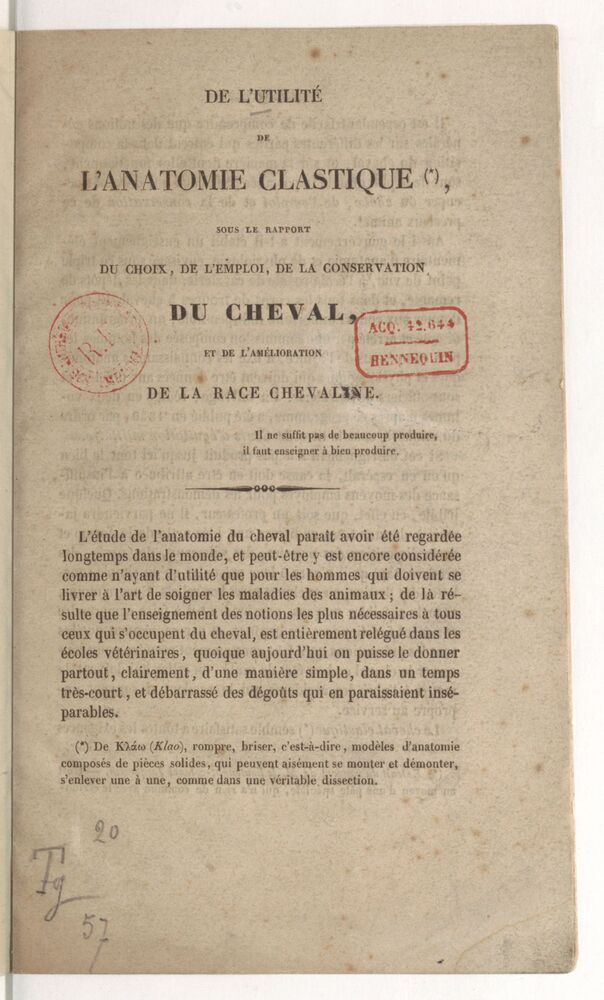 DE L'UTILITÉ
DE
L'ANATOMIE CLASTIQUE (*),
SOUS LE RAPPORT
DU CHOIX, DE L'EMPLOI, DE LA CONSERVATION
DU CHEVAL,
R.F.
ACQ. 42.644
HENNEQUIN
ET DE L'AMÉLIORATION
DE LA RACE CHEVALINE.
Il ne suffit pas de beaucoup produire,
il faut enseigner à bien produire.
L'étude de l'anatomie du cheval paraît avoir été regardée
longtemps dans le monde, et peut-être y est encore considérée
comme n'ayant d'utilité que pour les hommes qui doivent se
livrer à l'art de soigner les maladies des animaux; de là ré-
sulte que l'enseignement des notions les plus nécessaires à tous
ceux qui s'occupent du cheval, est entièrement relégué dans les
écoles vétérinaires, quoique aujourd'hui on puisse le donner
partout, clairement, d'une manière simple, dans un temps
très-court, et débarrassé des dégoûts qui en paraissaient insé-
parables.
(*) De Κλάω (Klao), rompre, briser, c'est-à-dire, modèles d'anatomie
composés de pièces solides, qui peuvent aisément se monter et démonter,
s'enlever une à une, comme dans une véritable dissection.
20
Tg
57